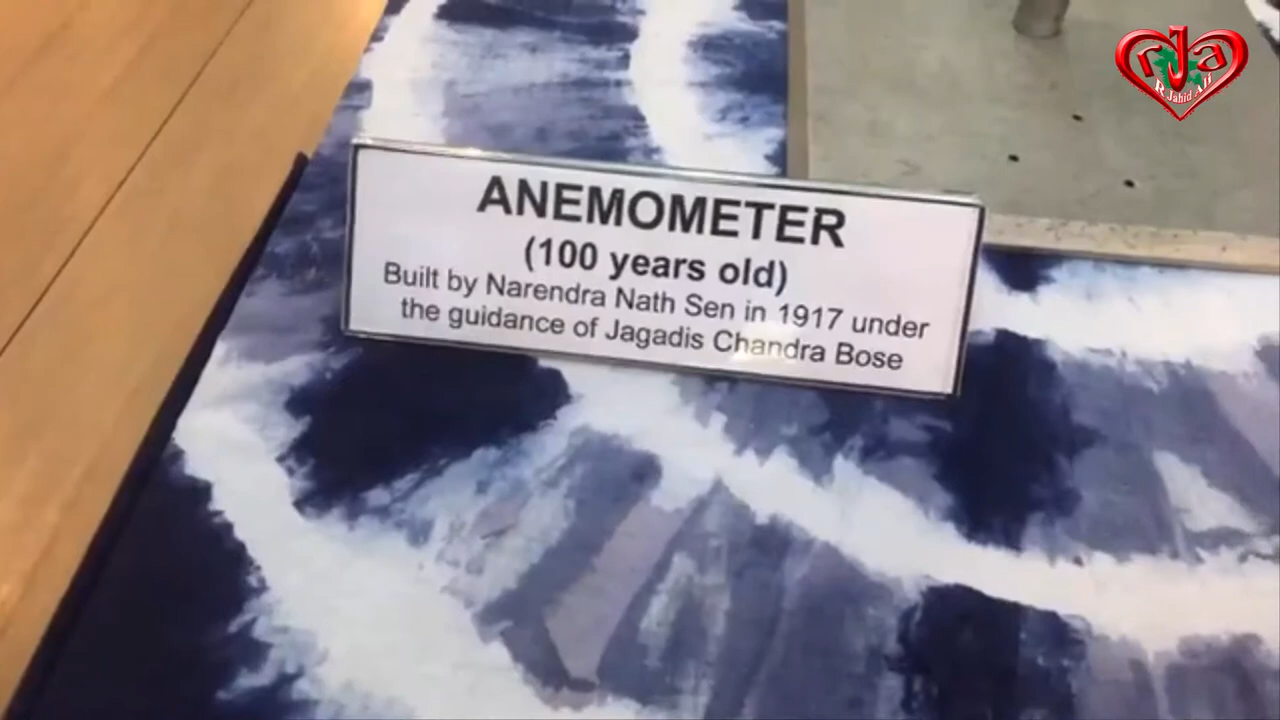 ANEMOMETER
(100 years old)
Built by Narendra Nath Sen in 1917 under
the guidance of Jagadis Chandra Bose
rJa
R Jahid Ali